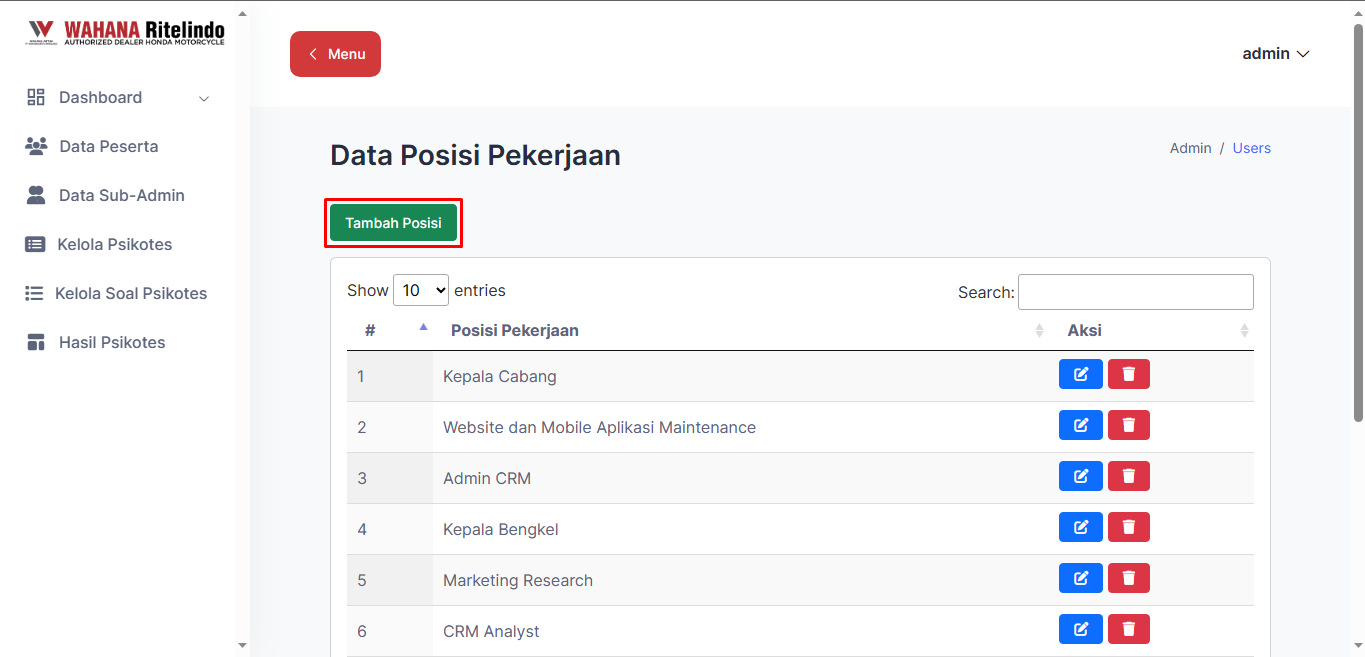 WAHANA Ritelindo
AUTHORIZED DEALER HONDA MOTORCYCLE
Menu
admin
Dashboard
Data Peserta
Data Sub-Admin
Kelola Psikotes
Kelola Soal Psikotes
Hasil Psikotes
Data Posisi Pekerjaan
Admin / Users
Tambah Posisi
Show 10 entries
Search:
# Posisi Pekerjaan Aksi
1 Kepala Cabang
2 Website dan Mobile Aplikasi Maintenance
3 Admin CRM
4 Kepala Bengkel
5 Marketing Research
6 CRM Analyst